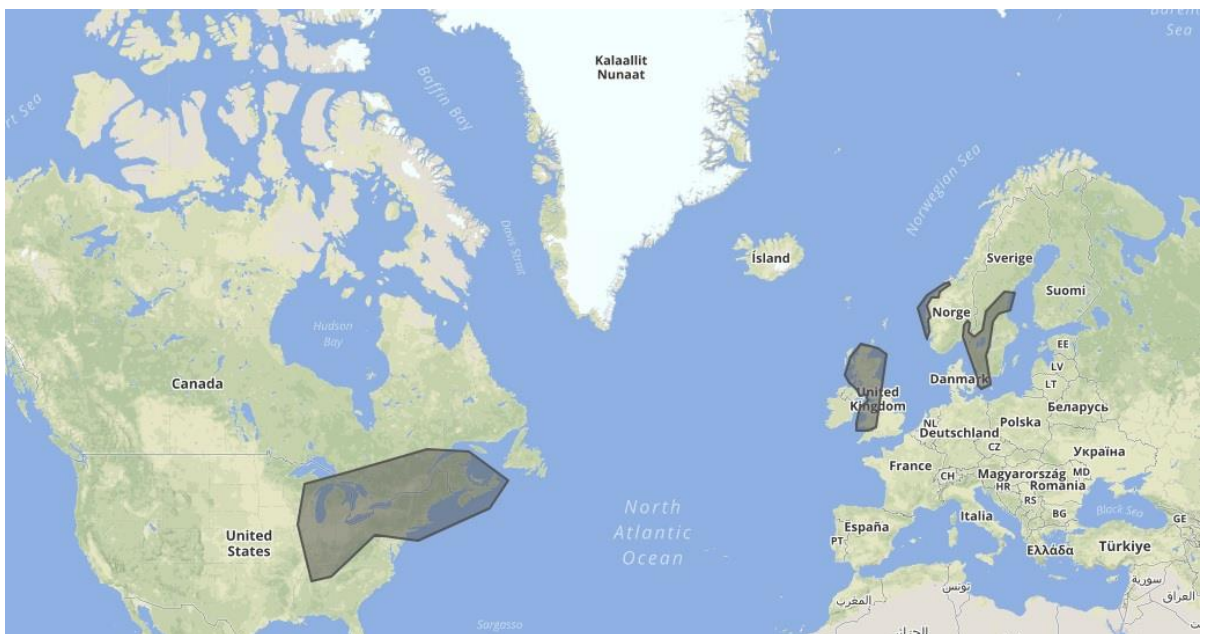 Sea
Kalaallit
Nunaat
Baffin Bay
Norwegian Sea
Davis Strait
Ísland
Sverige
Suomi
Norge
Hudson
Bay
EE
LV
LT
Danmark
Canada
United
Kingdom
Беларусь
Polska
NL
Deutschland
CZ
Україна
France
CH
Magyarország
MD
HR
România
RS
BG
Black Sea
GE
North
Atlantic
Ocean
United
States
España
PT
Italia
Ελλάδα
Türkiye
المغرب
تونس
سورية
العراق
Sargasso